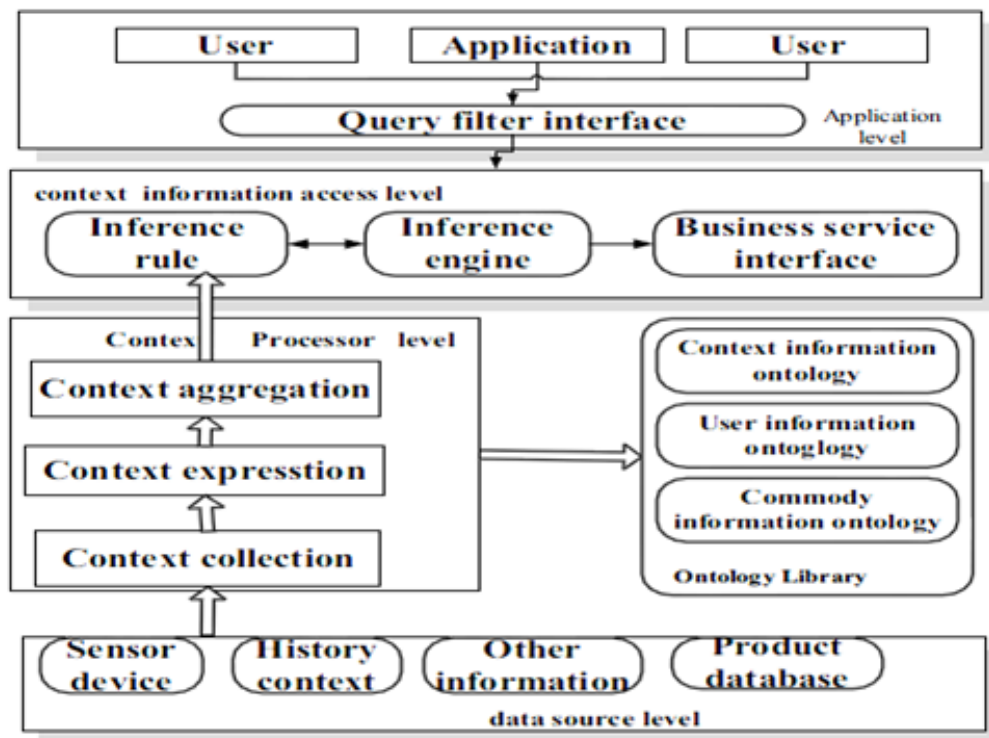 User
Application
User
Query filter interface
Application
level
context information access level
Inference
rule
Inference
engine
Business service
interface
Contex Processor level
Context aggregation
Context expresstion
Context collection
Context information
ontology
User information
ontoglogy
Commody
information ontology
Ontology Library
Sensor
device
History
context
Other
information
Product
database
data source level